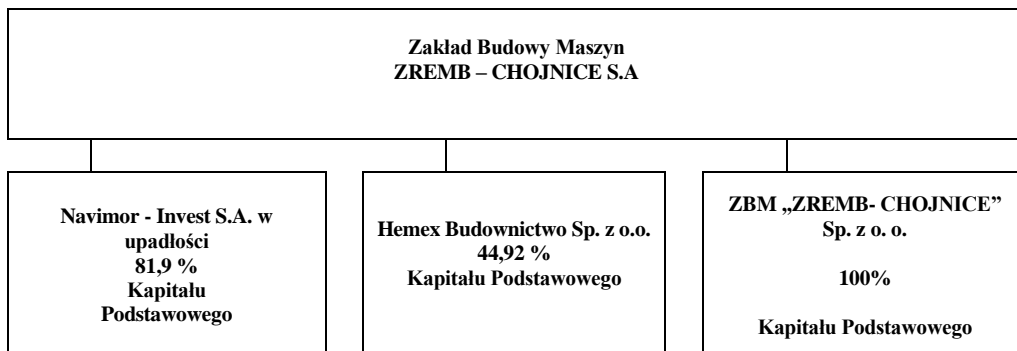 Zakład Budowy Maszyn
ZREMB – CHOJNICE S.A
Navimor - Invest S.A. w
upadłości
81,9 %
Kapitału
Podstawowego
Hemex Budownictwo Sp. z o.o.
44,92 %
Kapitału Podstawowego
ZBM „ZREMB- CHOJNICE”
Sp. z o. o.
100%
Kapitału Podstawowego